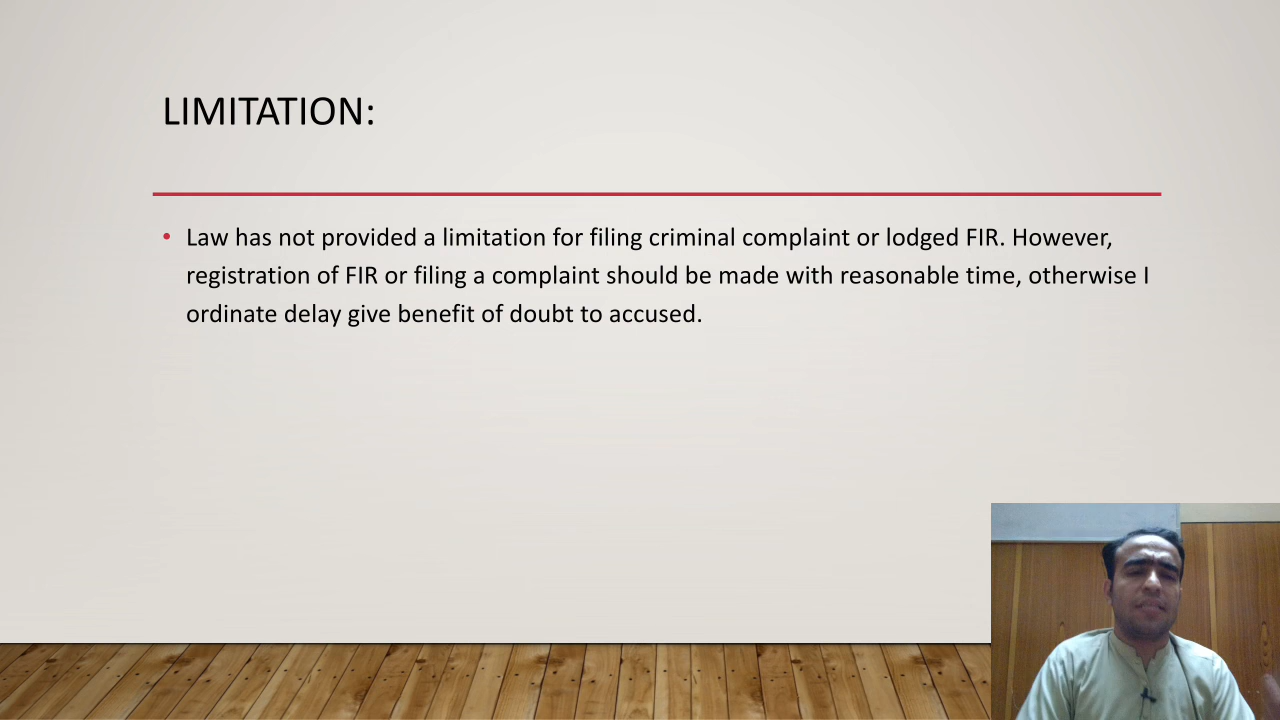 LIMITATION:
• Law has not provided a limitation for filing criminal complaint or lodged FIR. However,
registration of FIR or filing a complaint should be made with reasonable time, otherwise I
ordinate delay give benefit of doubt to accused.